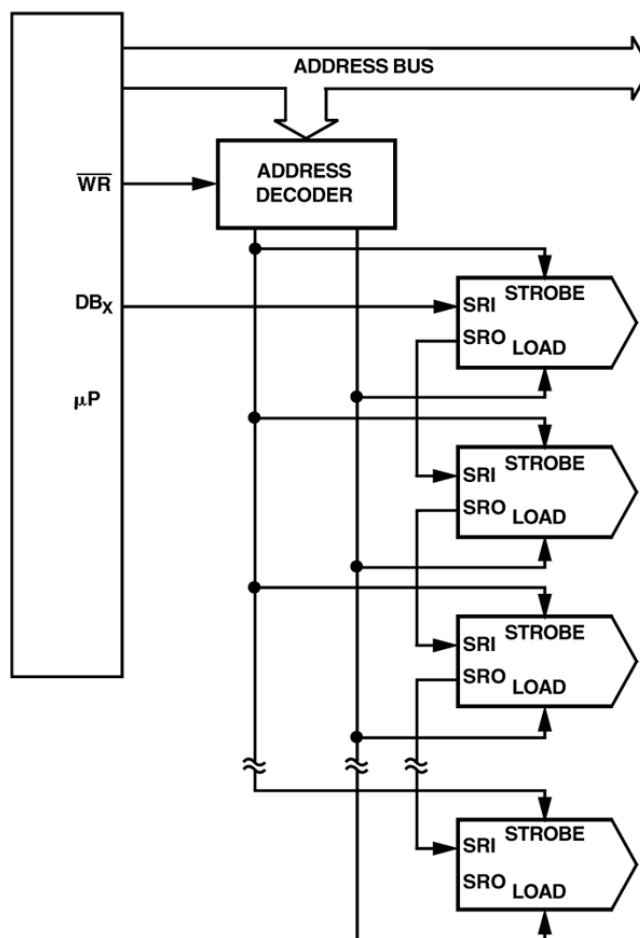 ADDRESS BUS
ADDRESS
DECODER
WR
DBX
μP
STROBE
SRI
SRO
LOAD
STROBE
SRI
SRO
LOAD
STROBE
SRI
SRO
LOAD
STROBE
SRI
SRO
LOAD